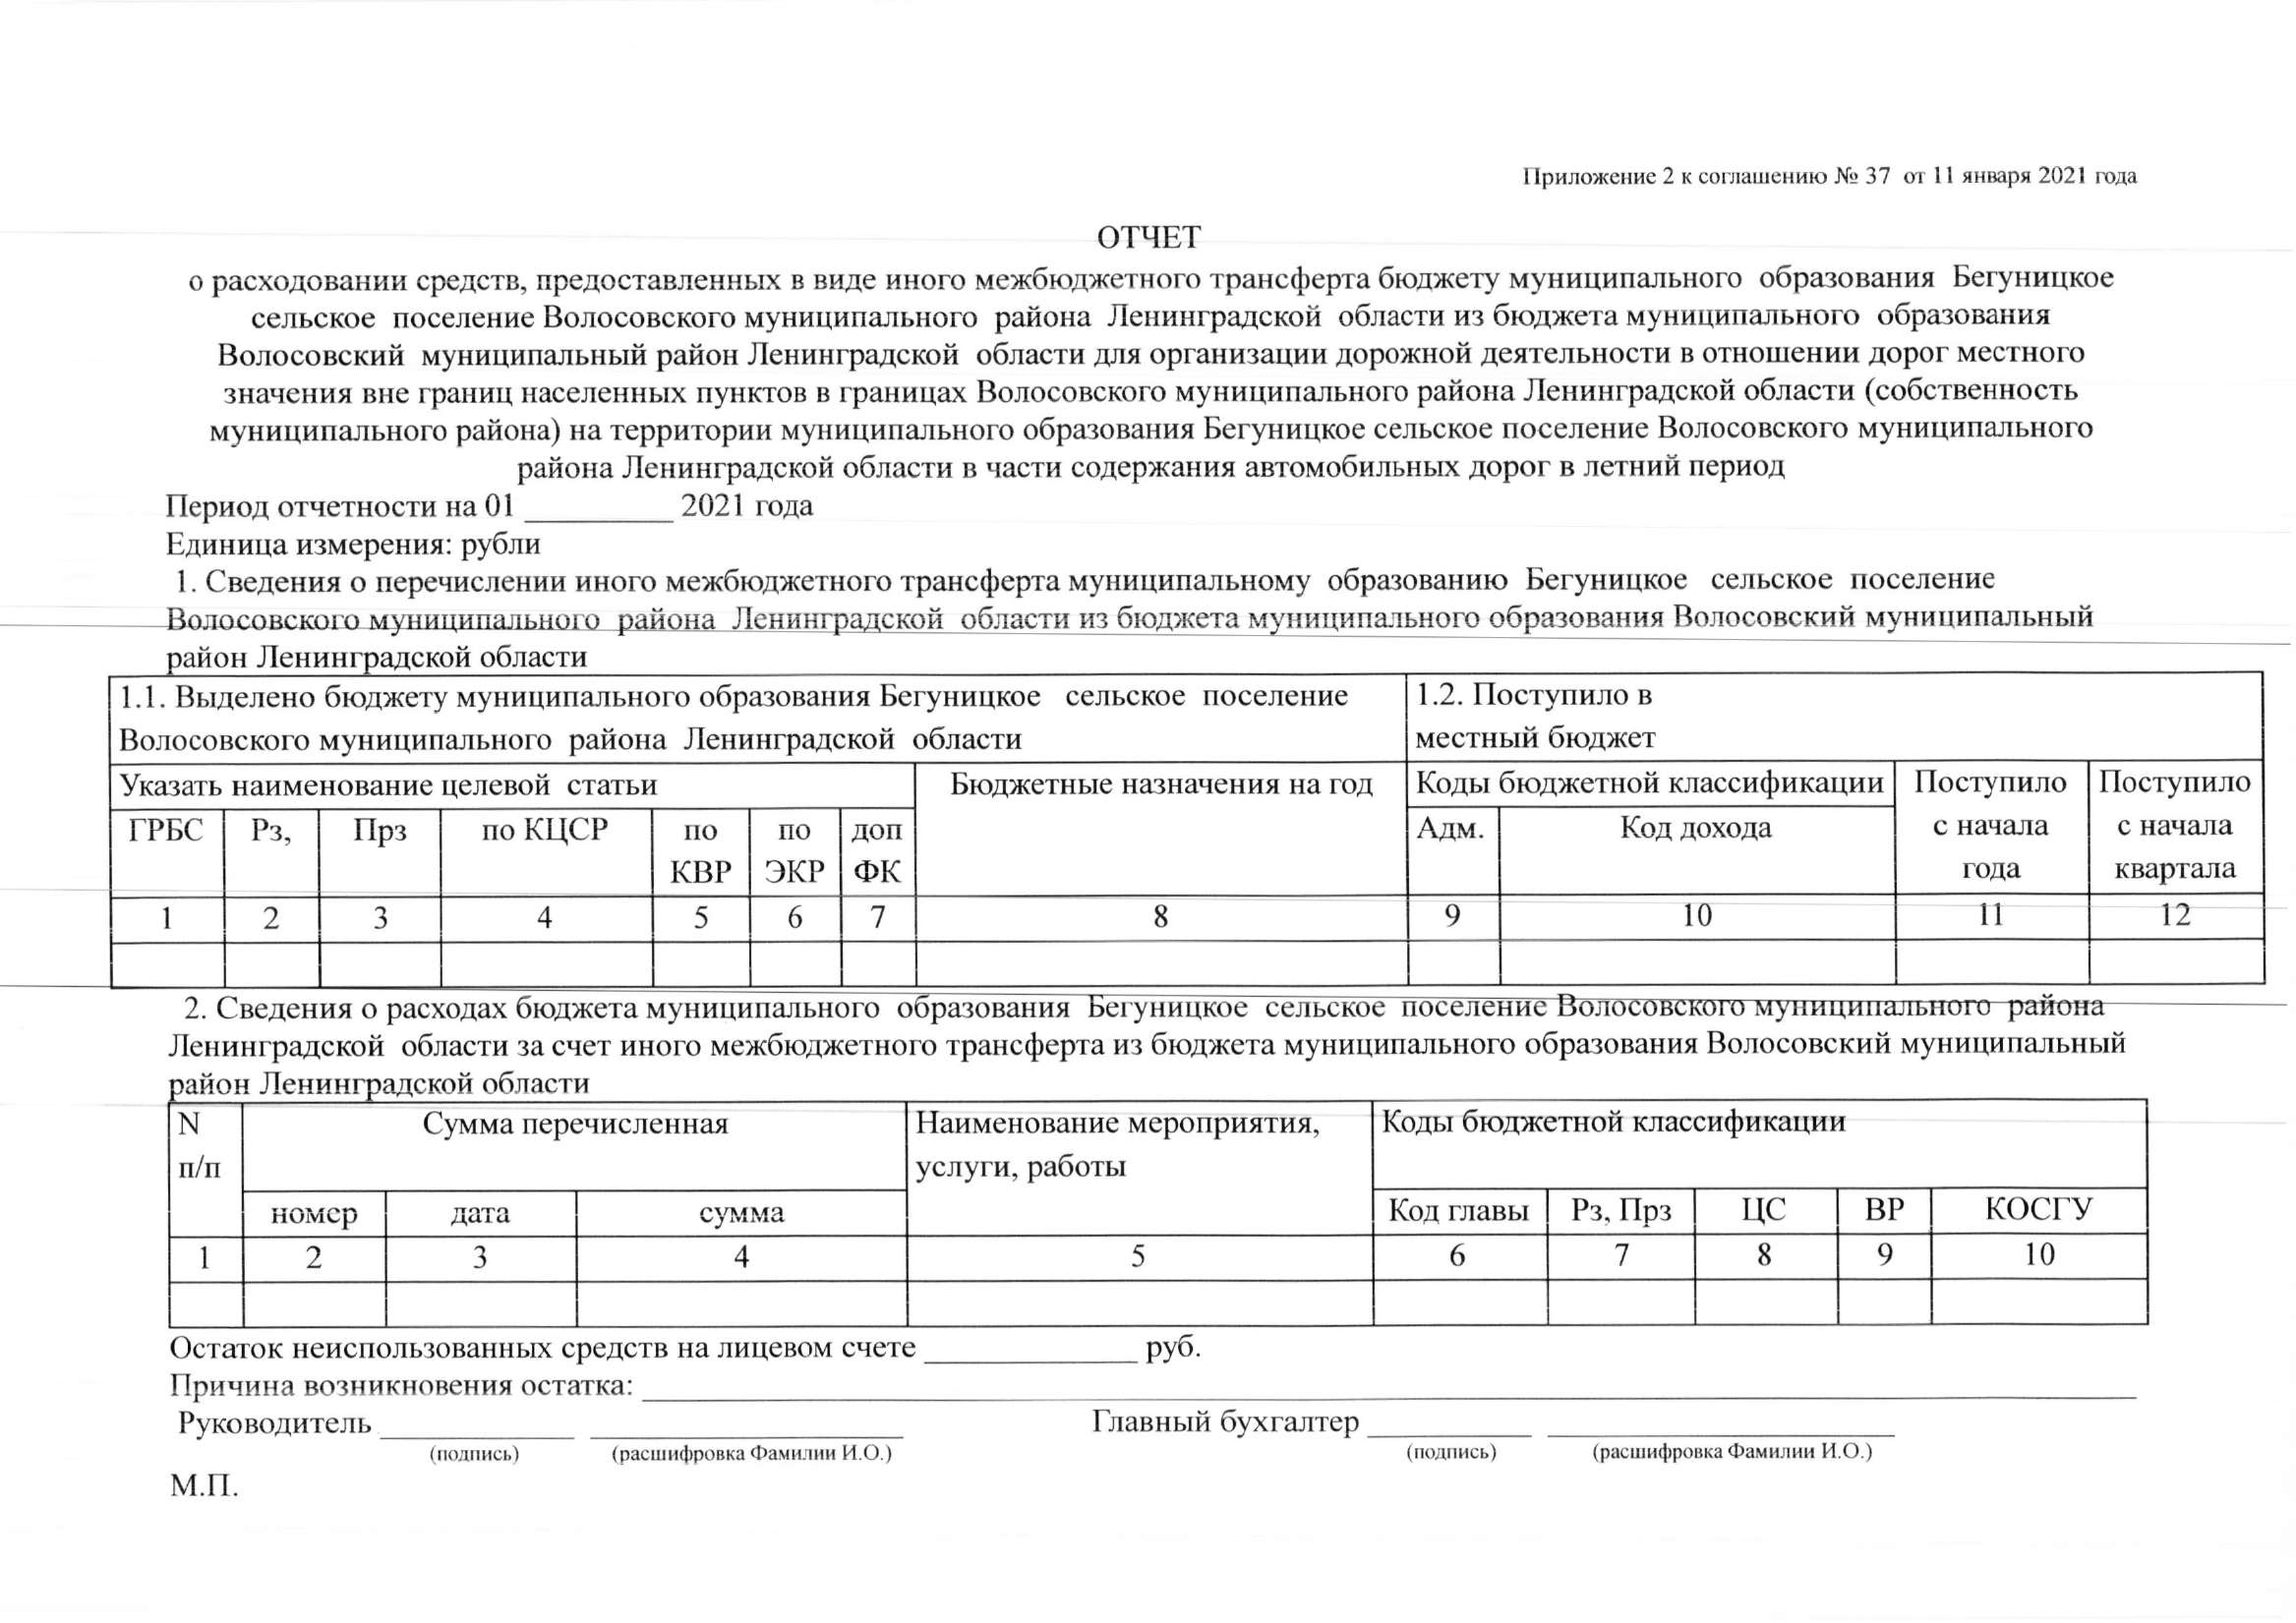 Приложение 2 к соглашению № 37 от 11 января 2021 года
ОТЧЕТ
о расходовании средств, предоставленных в виде иного межбюджетного трансферта бюджету муниципального образования Бегуницкое
сельское поселение Волосовского муниципального района Ленинградской области из бюджета муниципального образования
Волосовский муниципальный район Ленинградской области для организации дорожной деятельности в отношении дорог местного
значения вне границ населенных пунктов в границах Волосовского муниципального района Ленинградской области (собственность
муниципального района) на территории муниципального образования Бегуницкое сельское поселение Волосовского муниципального
района Ленинградской области в части содержания автомобильных дорог в летний период
Период отчетности на 01 _________ 2021 года
Единица измерения: рубли
1. Сведения о перечислении иного межбюджетного трансферта муниципальному образованию Бегуницкое сельское поселение
Волосовского муниципального района Ленинградской области из бюджета муниципального образования Волосовский муниципальный
район Ленинградской области
1.1. Выделено бюджету муниципального образования Бегуницкое сельское поселение
Волосовского муниципального района Ленинградской области
1.2. Поступило в
местный бюджет
Указать наименование целевой статьи
Бюджетные назначения на год
Коды бюджетной классификации
Поступило
с начала
года
Поступило
с начала
квартала
ГРБС
Рз,
Прз
по КЦСР
по
КВР
по
ЭКР
доп
ФК
Адм.
Код дохода
1 2 3 4 5 6 7 8 9 10 11 12
2. Сведения о расходах бюджета муниципального образования Бегуницкое сельское поселение Волосовского муниципального района
Ленинградской области за счет иного межбюджетного трансферта из бюджета муниципального образования Волосовский муниципальный
район Ленинградской области
N
п/п
Сумма перечисленная
Наименование мероприятия,
услуги, работы
Коды бюджетной классификации
номер дата сумма
Код главы Рз, Прз ЦС ВР КОСГУ
1 2 3 4 5 6 7 8 9 10
Остаток неиспользованных средств на лицевом счете _____________ руб.
Причина возникновения остатка: ____________________
Руководитель ____________ ___________________ Главный бухгалтер __________ _____________________
(подпись) (расшифровка Фамилии И.О.) (подпись) (расшифровка Фамилии И.О.)
М.П.